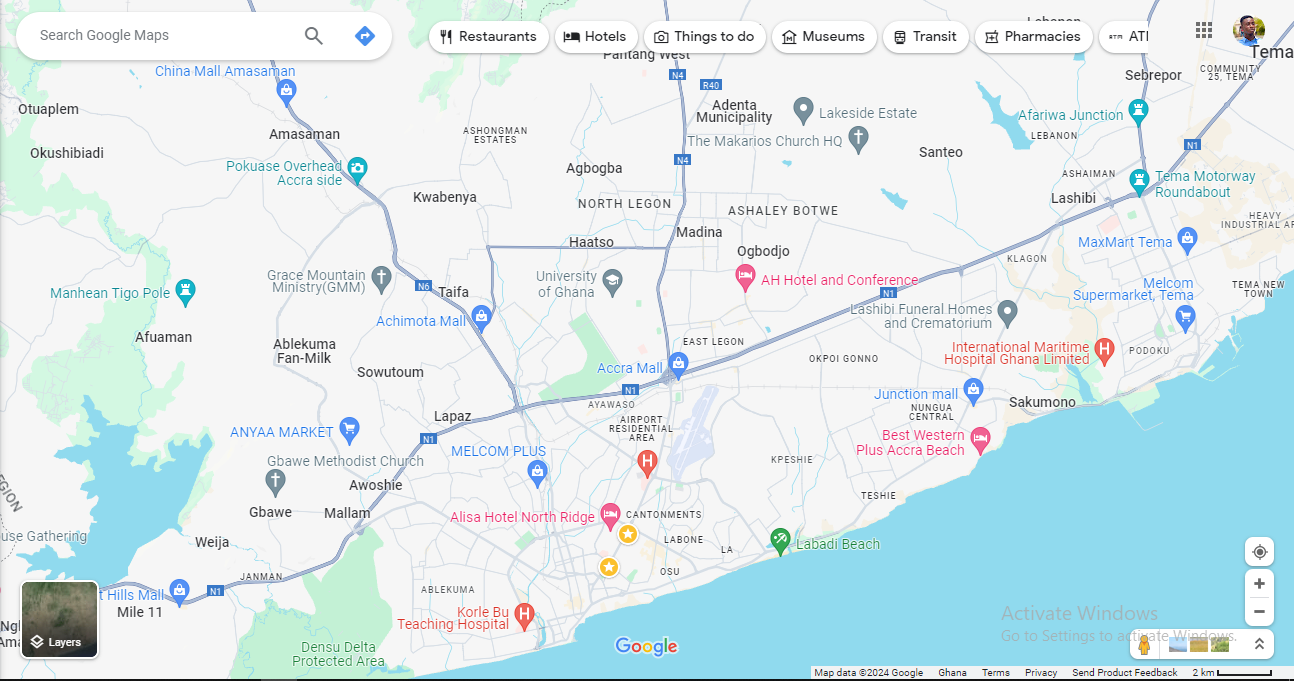 Search Google Maps
Restaurants
Hotels
Things to do
Museums
Transit
Pharmacies
ATM
Lebanon
Tema
Pantang West
COMMUNITY
25, TEMA
China Mall Amasaman
N4
R40
Sebrepor
Otuaplem
Adenta
Municipality
Lakeside Estate
Afariwa Junction
Amasaman
ASHONGMAN
ESTATES
The Makarios Church HQ
LEBANON
N1
Okushibiadi
Santeo
N4
Pokuase Overhead
Accra side
Agbogba
ASHAIMAN
Tema Motorway
Roundabout
Kwabenya
NORTH LEGON
ASHALEY BOTWE
Lashibi
HEAVY
INDUSTRIAL AR
Madina
Haatso
Ogbodjo
MaxMart Tema
KLAGON
Grace Mountain
Ministry(GMM)
University
of Ghana
AH Hotel and Conference
Manhean Tigo Pole
N6
Taifa
N1
Melcom
Supermarket, Tema
TEMA NEW
TOWN
Achimota Mall
Lashibi Funeral Homes
and Crematorium
Afuaman
Ablekuma
Fan-Milk
EAST LEGON
International Maritime
Hospital Ghana Limited
PODOKU
OKPOI GONNO
Sowutoum
Accra Mall
N1
Junction mall
Sakumono
AYAWASO
NUNGUA
CENTRAL
Lapaz
AIRPORT
RESIDENTIAL
AREA
ANYAA MARKET
N1
Best Western
Plus Accra Beach
MELCOM PLUS
Gbawe Methodist Church
KPESHIE
EGION
Awoshie
TESHIE
Gbawe
Mallam
Alisa Hotel North Ridge
CANTONMENTS
use Gathering
Weija
LABONE
LA
Labadi Beach
JANMAN
OSU
N1
t Hills Mall
ABLEKUMA
Mile 11
Korle Bu
Teaching Hospital
Activate Windows
Go to Settings to activate Windows.
Ngl
Ama
Layers
Densu Delta
Protected Area
Google
Map data ©2024 Google Ghana Terms Privacy Send Product Feedback 2 km